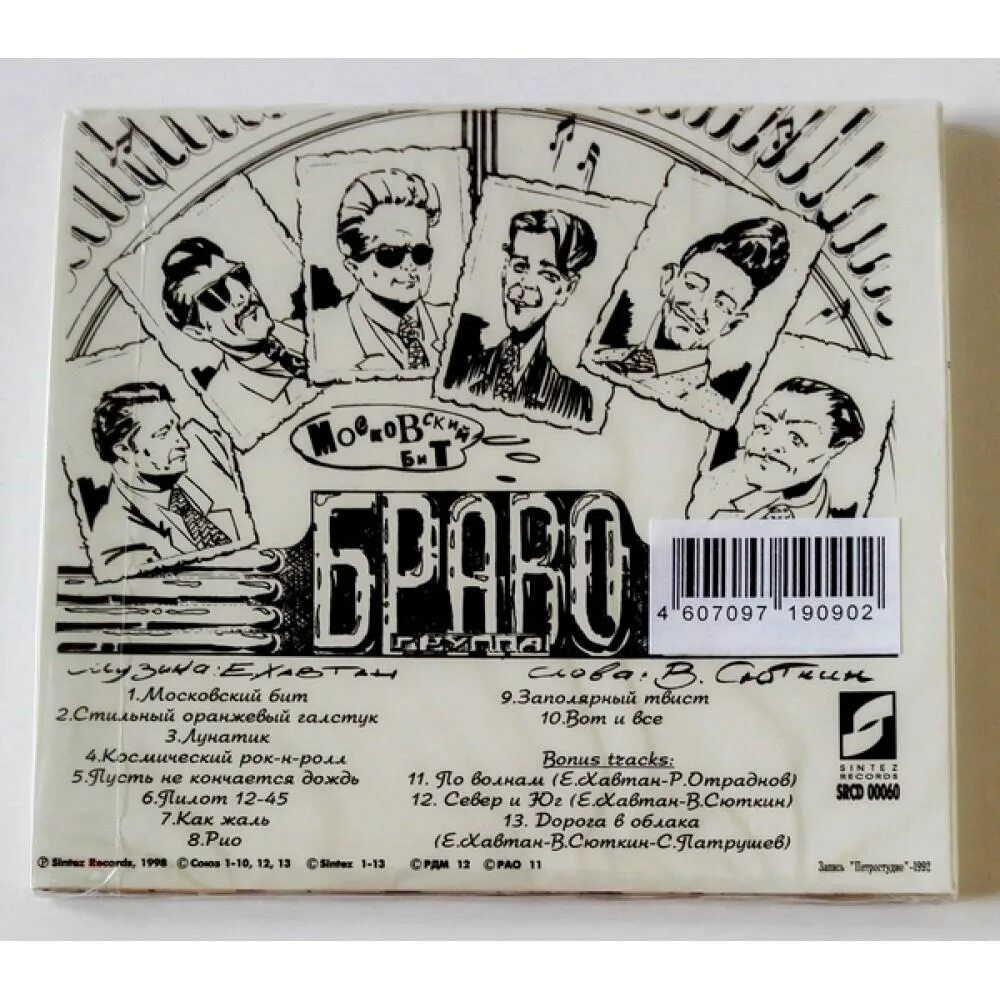 Московский
бит
БРАВО
группа
4 607097 190902
Музыка: Е.Хавтан
слова: В. Сюткин
1.Московский бит
2.Стильный оранжевый галстук
3.Лунатик
4.Космический рок-н-ролл
5.Пусть не кончается дождь
6.Пилот 12-45
7.Как жаль
8.Рио
9.Заполярный твист
10.Вот и все
Bonus tracks:
11. По волнам (Е.Хавтан-Р.Отраднов)
12. Север и Юг (Е.Хавтан-В.Сюткин)
13. Дорога в облака
(Е.Хавтан-В.Сюткин-С.Патрушев)
SINTEZ
RECORDS
SRCD 00060
℗ Sintez Records, 1998 ©Союз 1-10, 12, 13 ©Sintez 1-13 ©РДМ 12 ©РАО 11
Запись "Петростудио"-1992